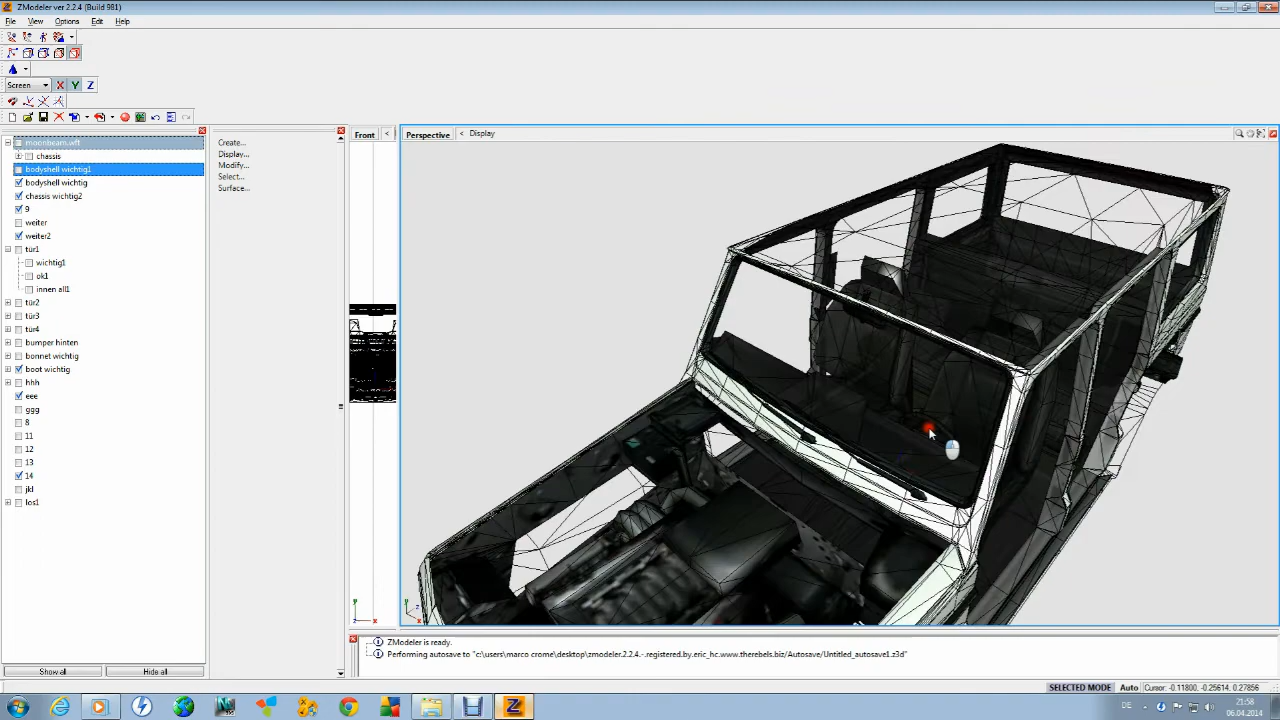 ZModeler ver 2.2.4 (Build 981)
File View Options Edit Help
Screen X Y Z
moonbeam.wft
chassis
bodyshell wichtig1
bodyshell wichtig
chassis wichtig2
9
weiter
weiter2
tür1
wichtig1
ok1
innen all1
tür2
tür3
tür4
bumper hinten
bonnet wichtig
boot wichtig
hhh
eee
ggg
8
11
12
13
14
jkl
los1
Show all Hide all
Create...
Display...
Modify...
Select...
Surface...
Front <
Perspective < Display
ZModeler is ready.
Performing autosave to "c:\users\marco crome\desktop\zmodeler.2.2.4.-.registered.by.eric_hc.www.therebels.biz/Autosave/Untitled_autosave1.z3d"
SELECTED MODE Auto Cursor: -0.11800, -0.25614, 0.27856
DE 21:58
06.04.2014